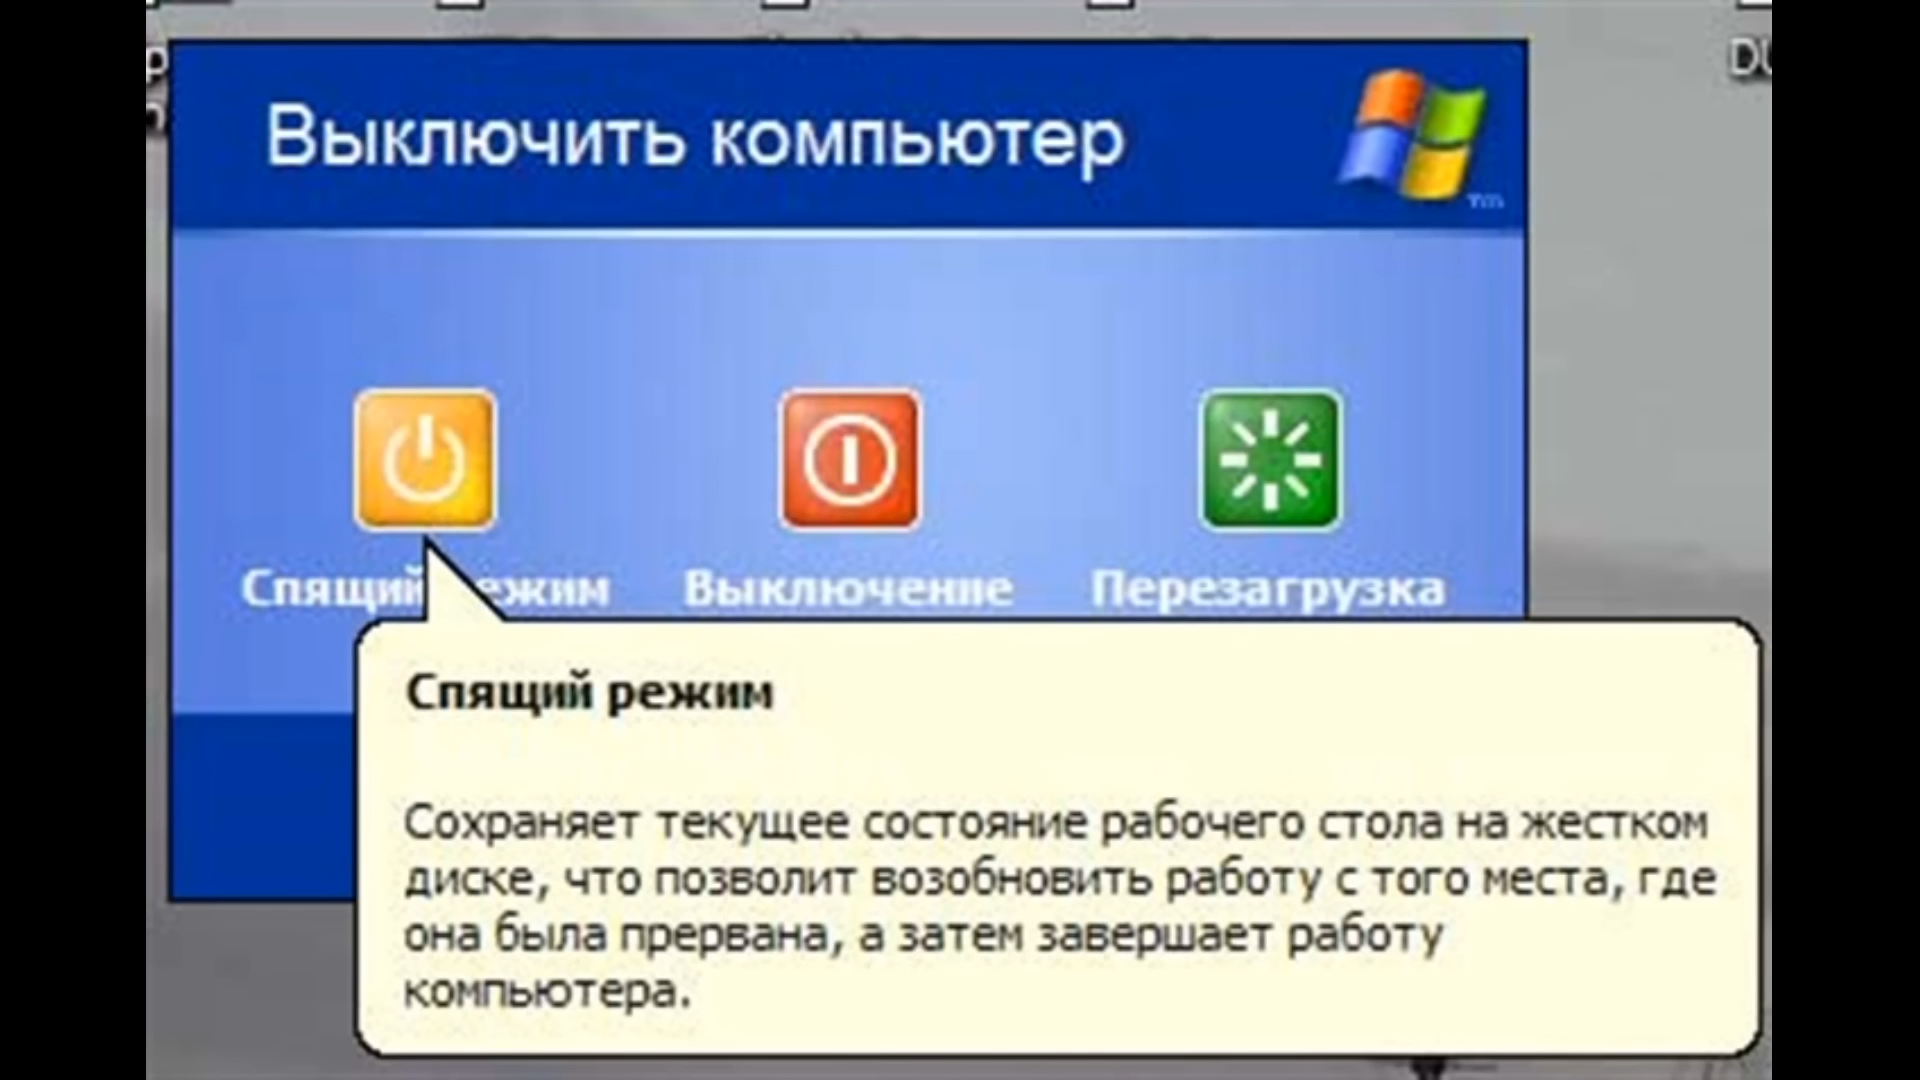 Выключить компьютер
Спящий режим
Выключение
Перезагрузка
Спящий режим
Сохраняет текущее состояние рабочего стола на жестком
диске, что позволит возобновить работу с того места, где
она была прервана, а затем завершает работу
компьютера.